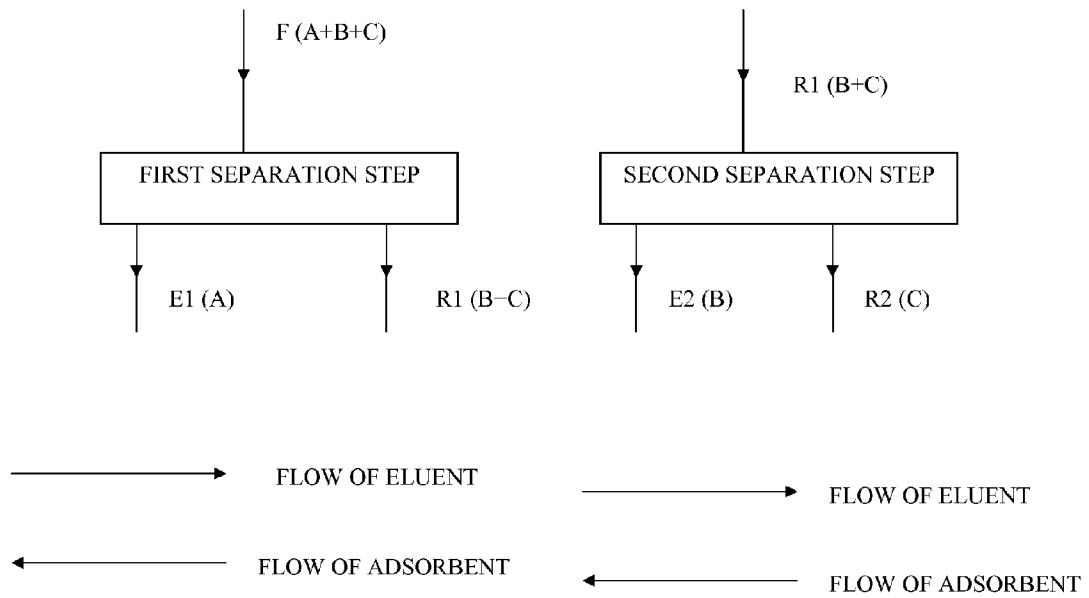 F (A+B+C)
FIRST SEPARATION STEP
E1 (A)
R1 (B−C)
FLOW OF ELUENT
FLOW OF ADSORBENT
R1 (B+C)
SECOND SEPARATION STEP
E2 (B)
R2 (C)
FLOW OF ELUENT
FLOW OF ADSORBENT